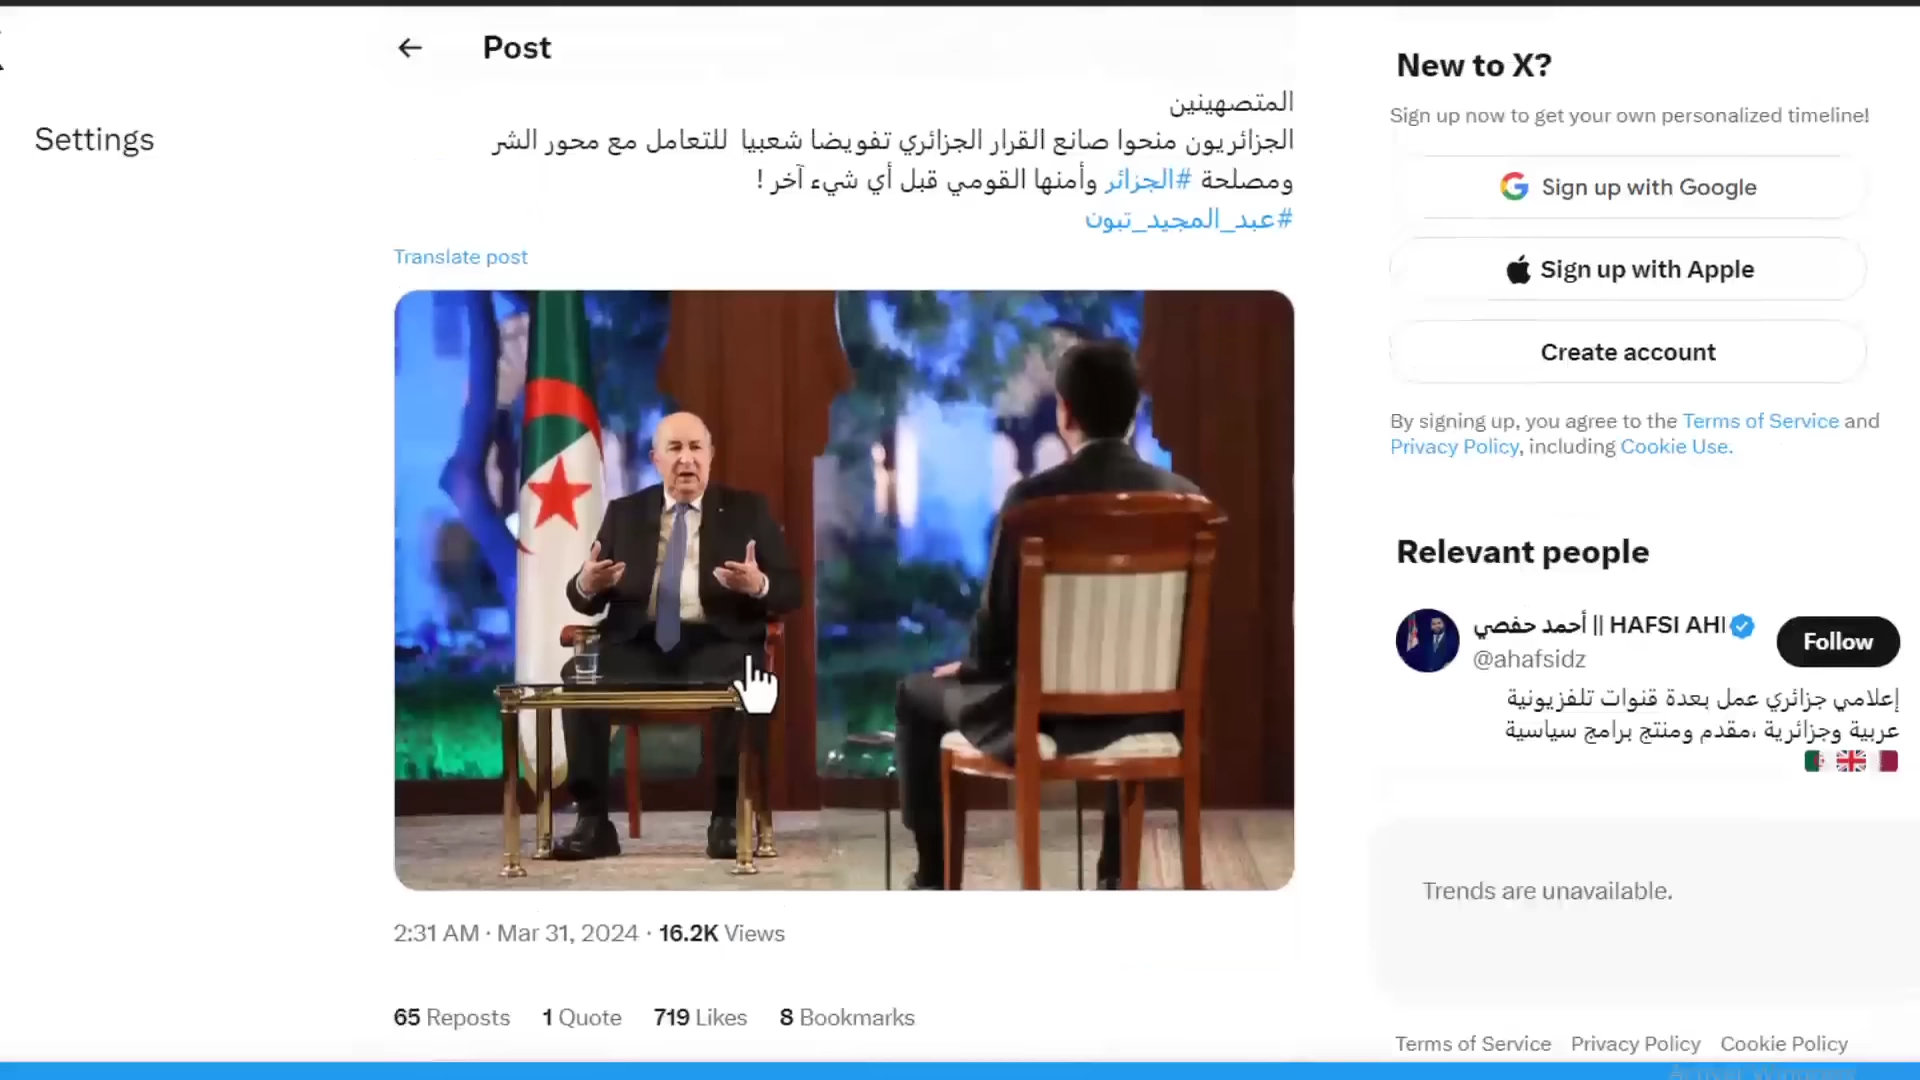 Post
Settings
المتصهينين
الجزائريون منحوا صانع القرار الجزائري تفويضا شعبيا للتعامل مع محور الشر
ومصلحة #الجزائر وأمنها القومي قبل أي شيء آخر !
#عبد_المجيد_تبون
Translate post
2:31 AM · Mar 31, 2024 · 16.2K Views
65 Reposts 1 Quote 719 Likes 8 Bookmarks
New to X?
Sign up now to get your own personalized timeline!
Sign up with Google
Sign up with Apple
Create account
By signing up, you agree to the Terms of Service and
Privacy Policy, including Cookie Use.
Relevant people
أحمد حفصي || HAFSI AH
@ahafsidz
Follow
إعلامي جزائري عمل بعدة قنوات تلفزيونية
عربية وجزائرية ،مقدم ومنتج برامج سياسية
Trends are unavailable.
Terms of Service Privacy Policy Cookie Policy